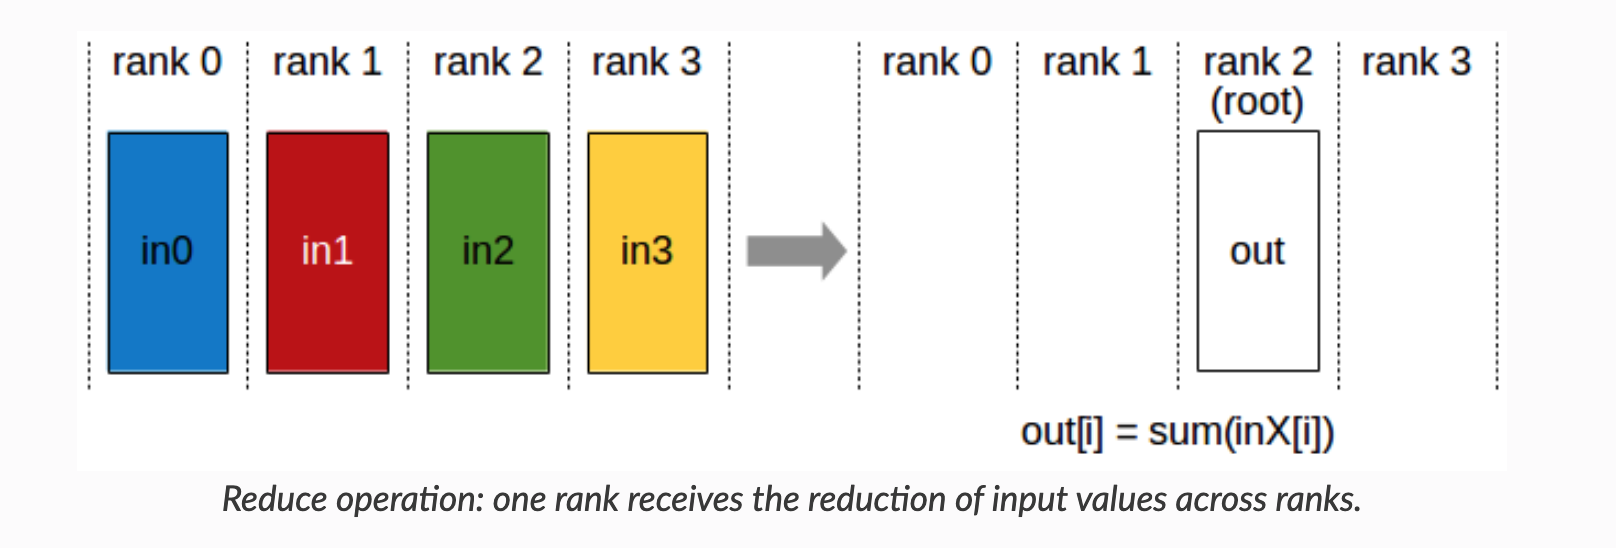 rank 0 rank 1 rank 2 rank 3 rank 0 rank 1 rank 2 rank 3
(root)
in0 in1 in2 in3 out
out[i] = sum(inX[i])
Reduce operation: one rank receives the reduction of input values across ranks.